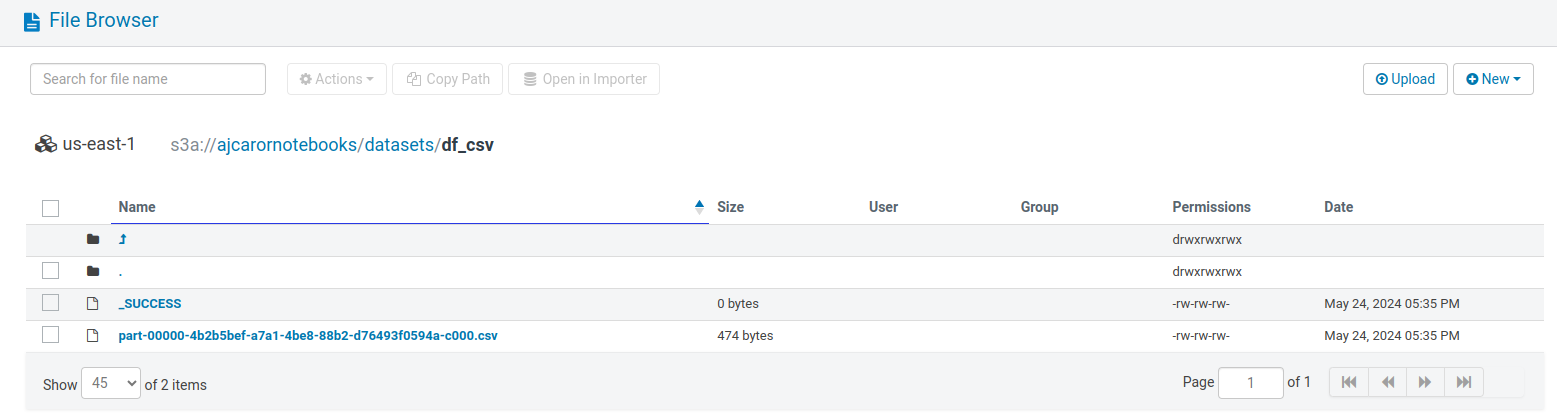 File Browser
Search for file name Actions Copy Path Open in Importer Upload New
us-east-1 s3a://ajcarornotebooks/datasets/df_csv
Name Size User Group Permissions Date
drwxrwxrwx
. drwxrwxrwx
_SUCCESS 0 bytes -rw-rw-rw- May 24, 2024 05:35 PM
part-00000-4b2b5bef-a7a1-4be8-88b2-d76493f0594a-c000.csv 474 bytes -rw-rw-rw- May 24, 2024 05:35 PM
Show 45 of 2 items Page 1 of 1